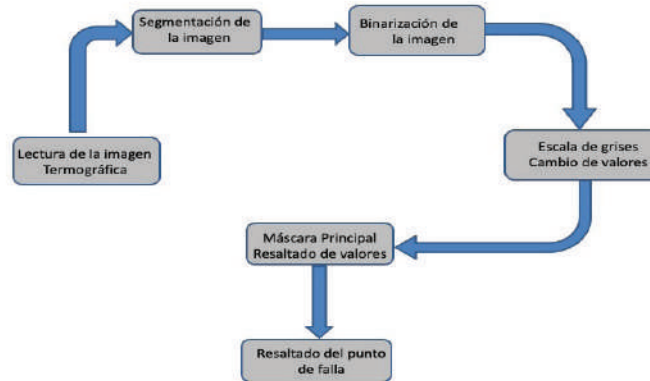 Lectura de la imagen
Termográfica
Segmentación de
la imagen
Binarización de
la imagen
Escala de grises
Cambio de valores
Máscara Principal
Resaltado de valores
Resaltado del punto
de falla